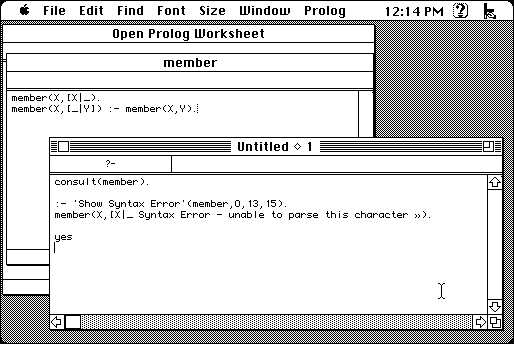 File Edit Find Font Size Window Prolog 12:14 PM
Open Prolog Worksheet
member
member(X,[X|_).
member(X,[_|Y]) :- member(X,Y).
Untitled ◇ 1
?-
consult(member).
:- 'Show Syntax Error'(member,0,13,15).
member(X,[X|_ Syntax Error - unable to parse this character »).
yes